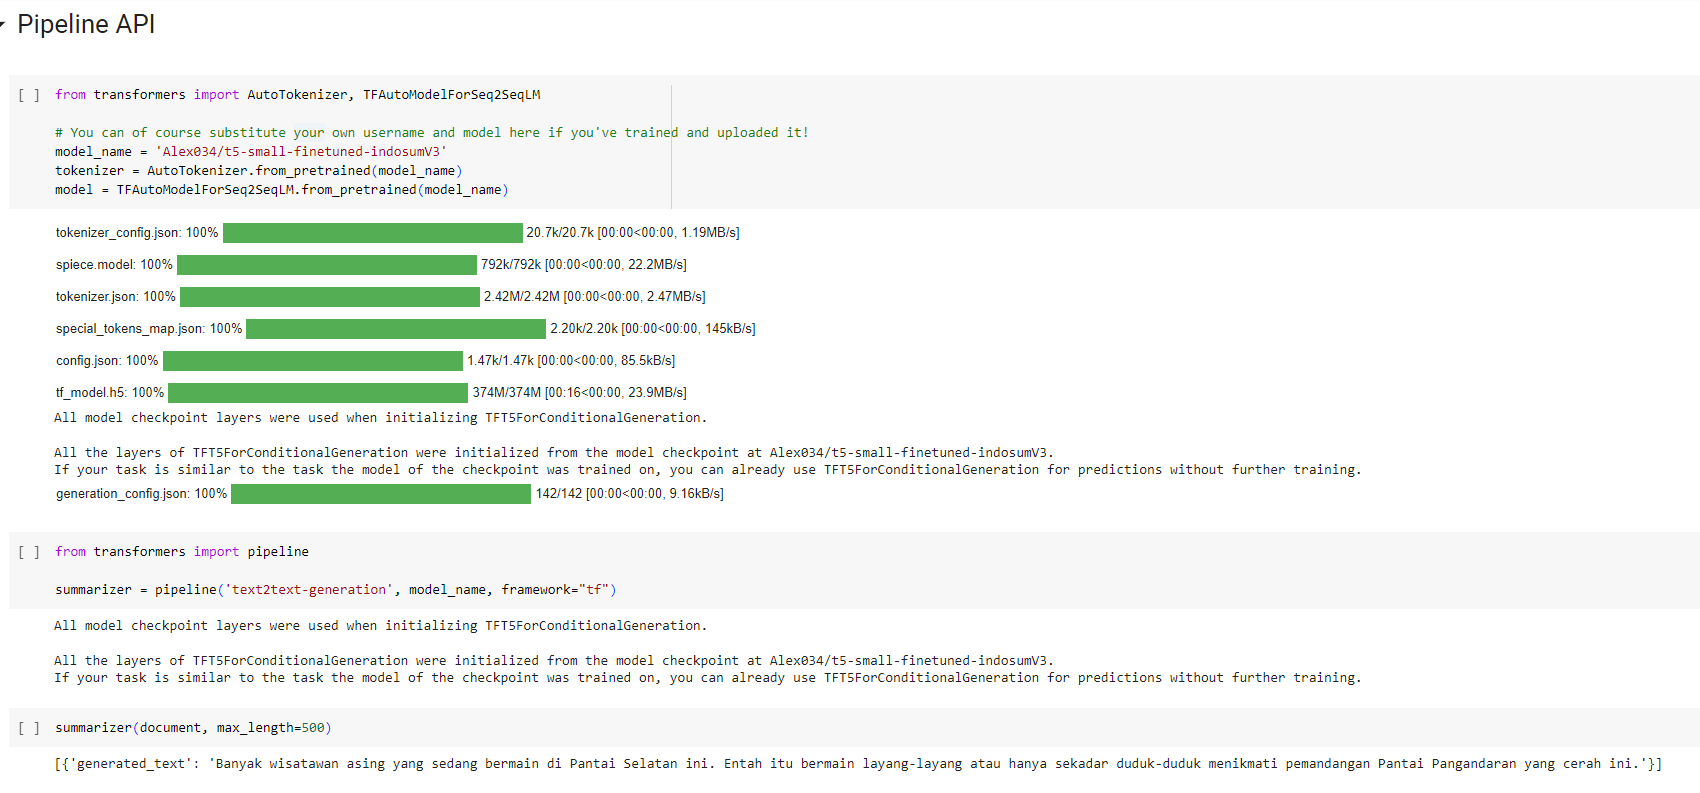 Pipeline API
[ ] from transformers import AutoTokenizer, TFAutoModelForSeq2SeqLM
# You can of course substitute your own username and model here if you've trained and uploaded it!
model_name = 'Alex034/t5-small-finetuned-indosumV3'
tokenizer = AutoTokenizer.from_pretrained(model_name)
model = TFAutoModelForSeq2SeqLM.from_pretrained(model_name)
tokenizer_config.json: 100% 20.7k/20.7k [00:00<00:00, 1.19MB/s]
spiece.model: 100% 792k/792k [00:00<00:00, 22.2MB/s]
tokenizer.json: 100% 2.42M/2.42M [00:00<00:00, 2.47MB/s]
special_tokens_map.json: 100% 2.20k/2.20k [00:00<00:00, 145kB/s]
config.json: 100% 1.47k/1.47k [00:00<00:00, 85.5kB/s]
tf_model.h5: 100% 374M/374M [00:16<00:00, 23.9MB/s]
All model checkpoint layers were used when initializing TFT5ForConditionalGeneration.
All the layers of TFT5ForConditionalGeneration were initialized from the model checkpoint at Alex034/t5-small-finetuned-indosumV3.
If your task is similar to the task the model of the checkpoint was trained on, you can already use TFT5ForConditionalGeneration for predictions without further training.
generation_config.json: 100% 142/142 [00:00<00:00, 9.16kB/s]
[ ] from transformers import pipeline
summarizer = pipeline('text2text-generation', model_name, framework="tf")
All model checkpoint layers were used when initializing TFT5ForConditionalGeneration.
All the layers of TFT5ForConditionalGeneration were initialized from the model checkpoint at Alex034/t5-small-finetuned-indosumV3.
If your task is similar to the task the model of the checkpoint was trained on, you can already use TFT5ForConditionalGeneration for predictions without further training.
[ ] summarizer(document, max_length=500)
[{'generated_text': 'Banyak wisatawan asing yang sedang bermain di Pantai Selatan ini. Entah itu bermain layang-layang atau hanya sekadar duduk-duduk menikmati pemandangan Pantai Pangandaran yang cerah ini.'}]